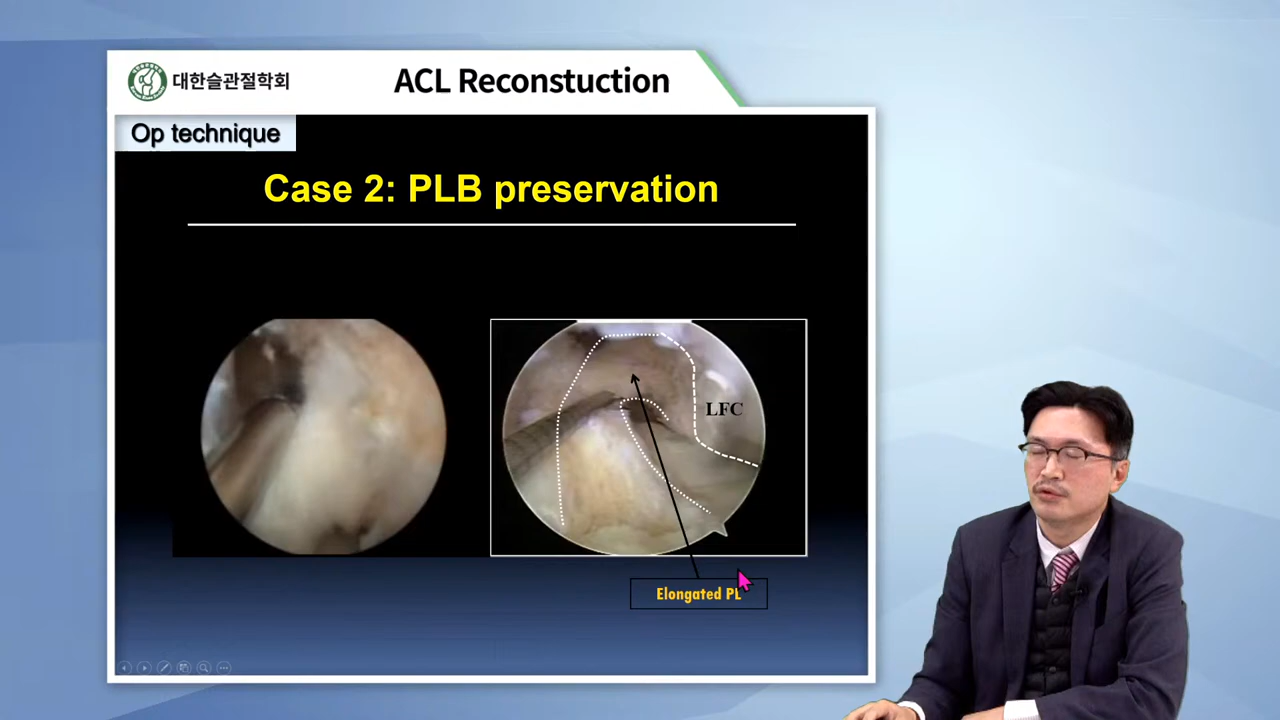 대한슬관절학회
ACL Reconstuction
Op technique
Case 2: PLB preservation
LFC
Elongated PL